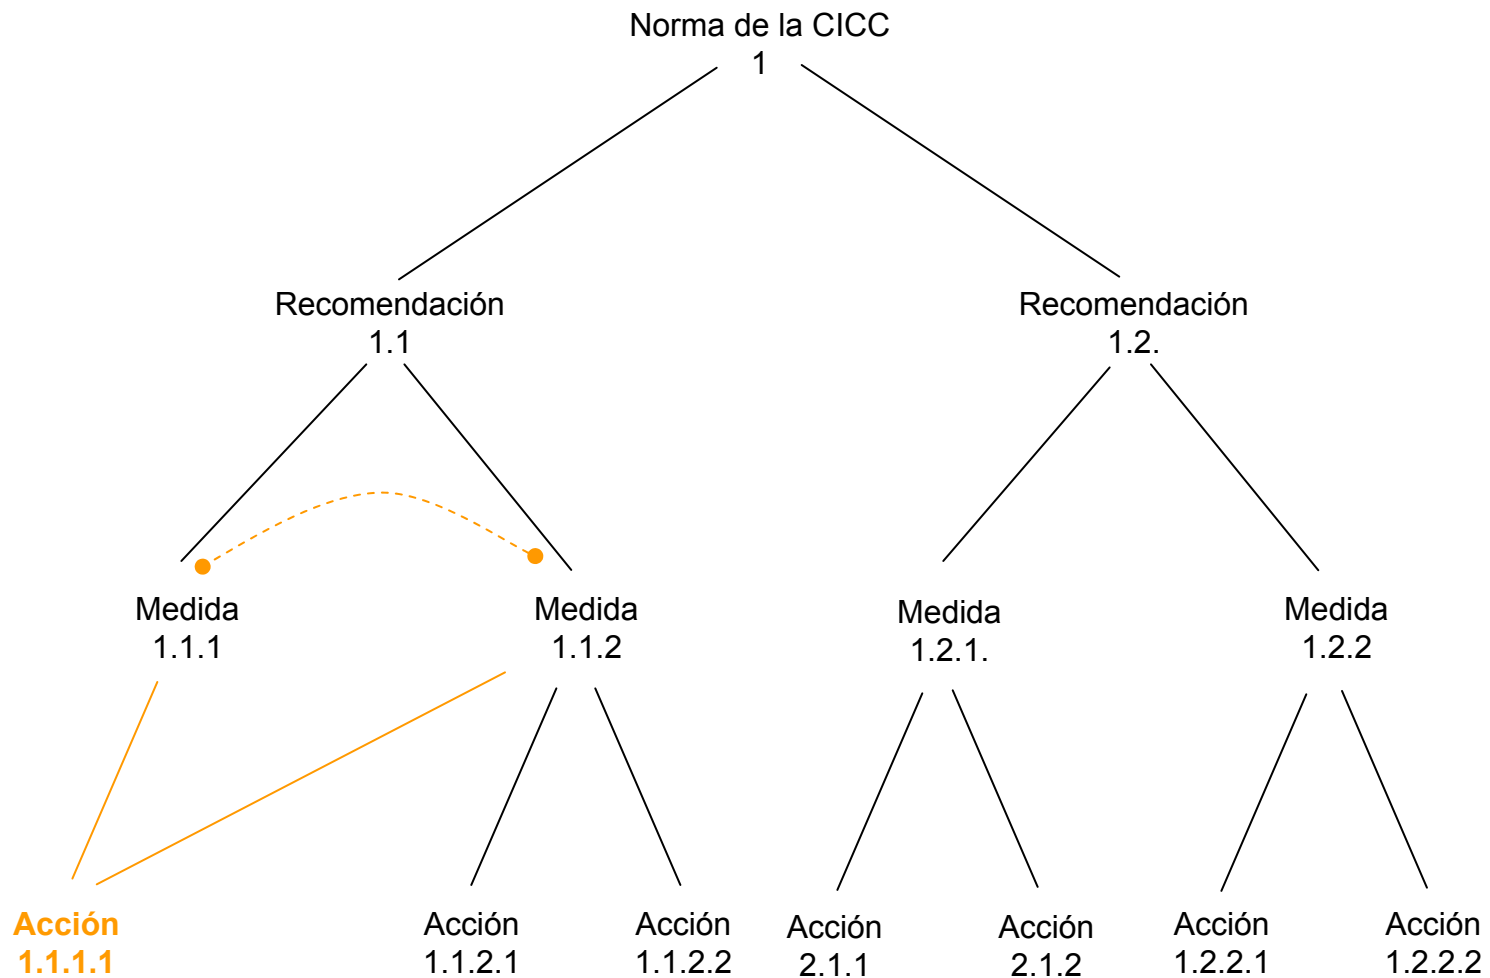 Norma de la CICC
1
Recomendación
1.1
Recomendación
1.2.
Medida
1.1.1
Medida
1.1.2
Medida
1.2.1.
Medida
1.2.2
Acción
1.1.1.1
Acción
1.1.2.1
Acción
1.1.2.2
Acción
2.1.1
Acción
2.1.2
Acción
1.2.2.1
Acción
1.2.2.2